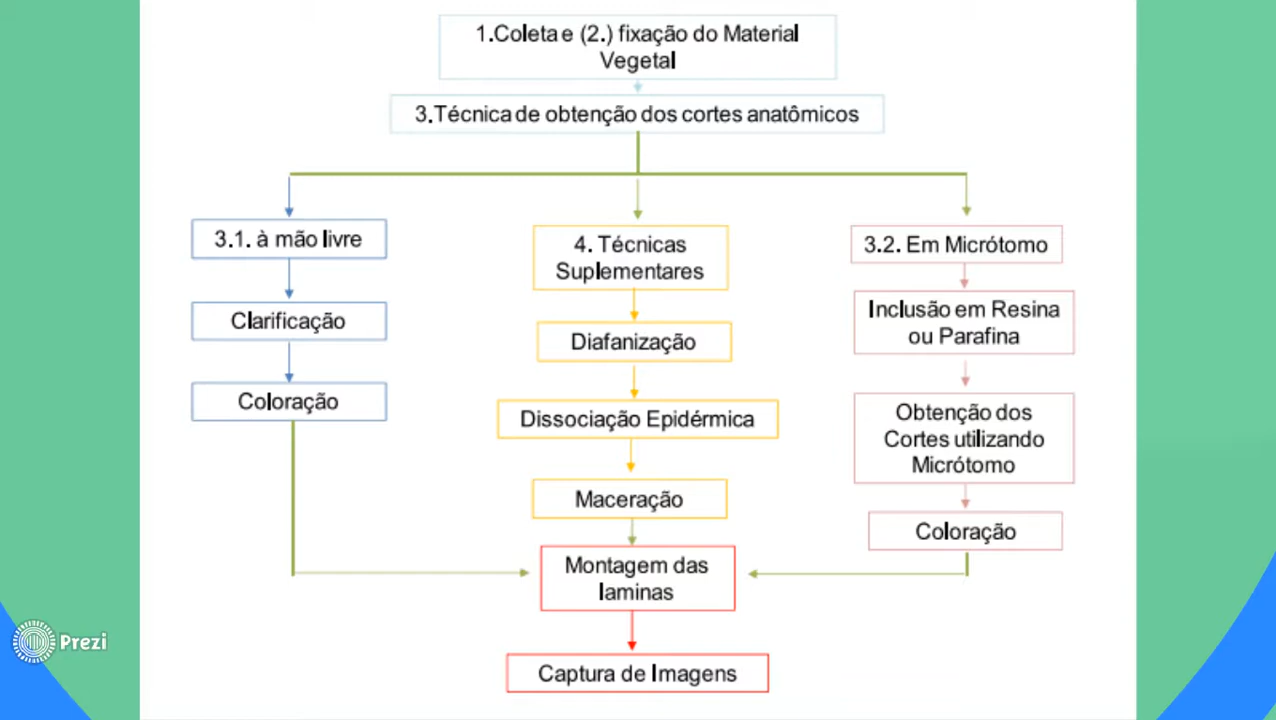 1.Coleta e (2.) fixação do Material
Vegetal
3.Técnica de obtenção dos cortes anatômicos
3.1. à mão livre
Clarificação
Coloração
4. Técnicas
Suplementares
Diafanização
Dissociação Epidérmica
Maceração
3.2. Em Micrótomo
Inclusão em Resina
ou Parafina
Obtenção dos
Cortes utilizando
Micrótomo
Coloração
Montagem das
laminas
Captura de Imagens
Prezi